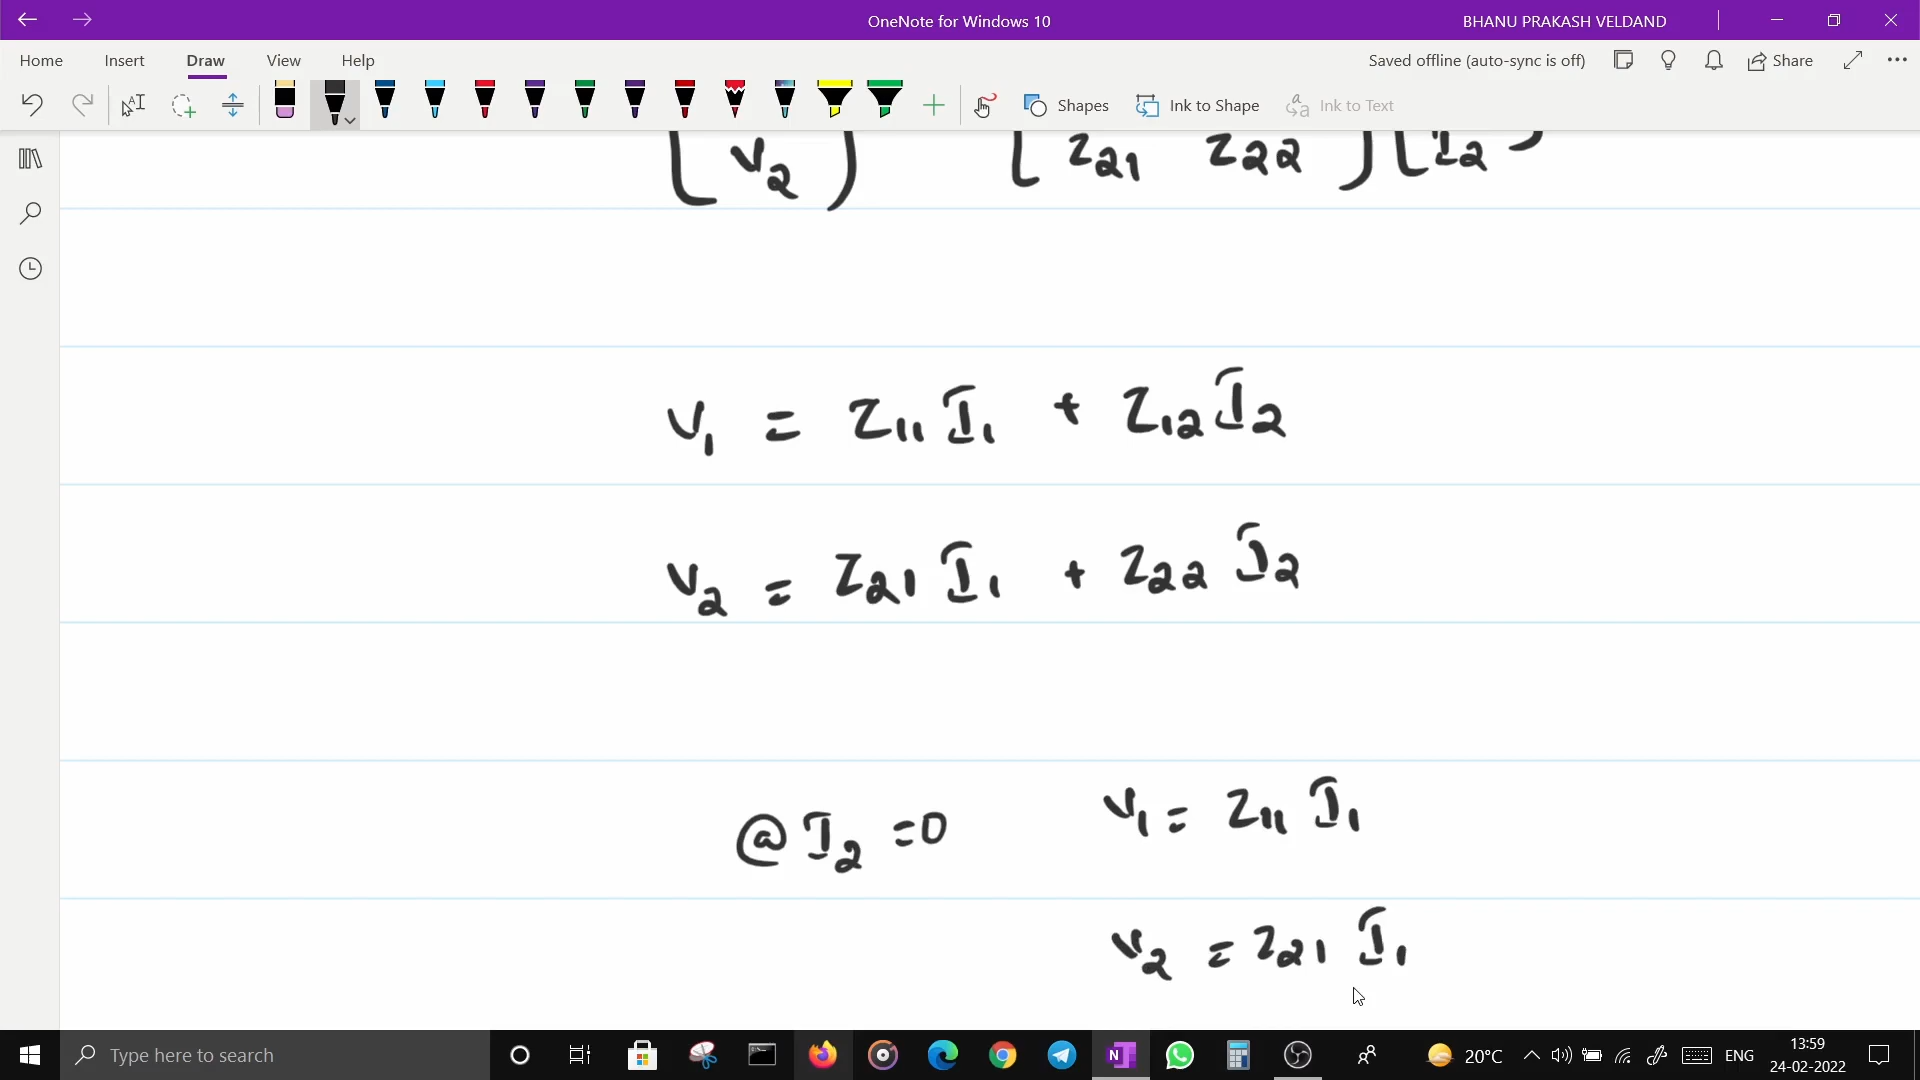 OneNote for Windows 10 BHANU PRAKASH VELDAND
Home Insert Draw View Help Saved offline (auto-sync is off) Share
Shapes Ink to Shape Ink to Text
[V2] [Z21 Z22] [I2]
V1 = Z11 I1 + Z12 I2
V2 = Z21 I1 + Z22 I2
@ I2 =0 V1 = Z11 I1
V2 = Z21 I1
Type here to search N 20°C ENG 13:59
24-02-2022